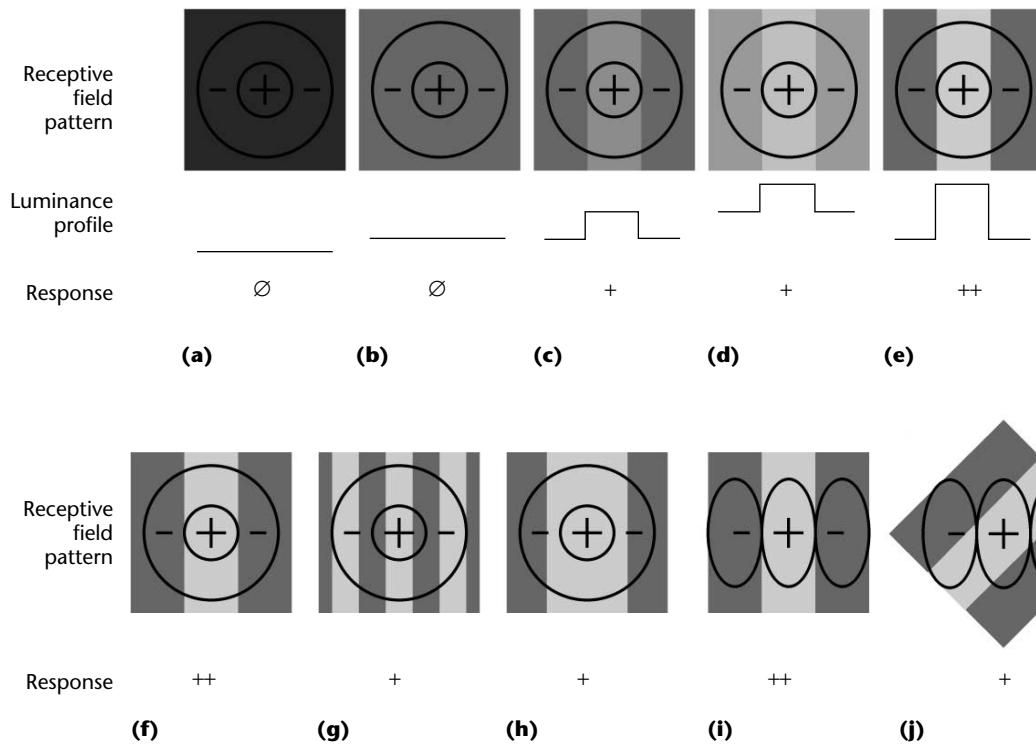 Receptive
field
pattern
+ − − + − − + − − + − − + − −
Luminance
profile
Response ∅ ∅ + + ++
(a) (b) (c) (d) (e)
Receptive
field
pattern
− + − − + − − + − − + − − +
Response ++ + + ++ +
(f) (g) (h) (i) (j)